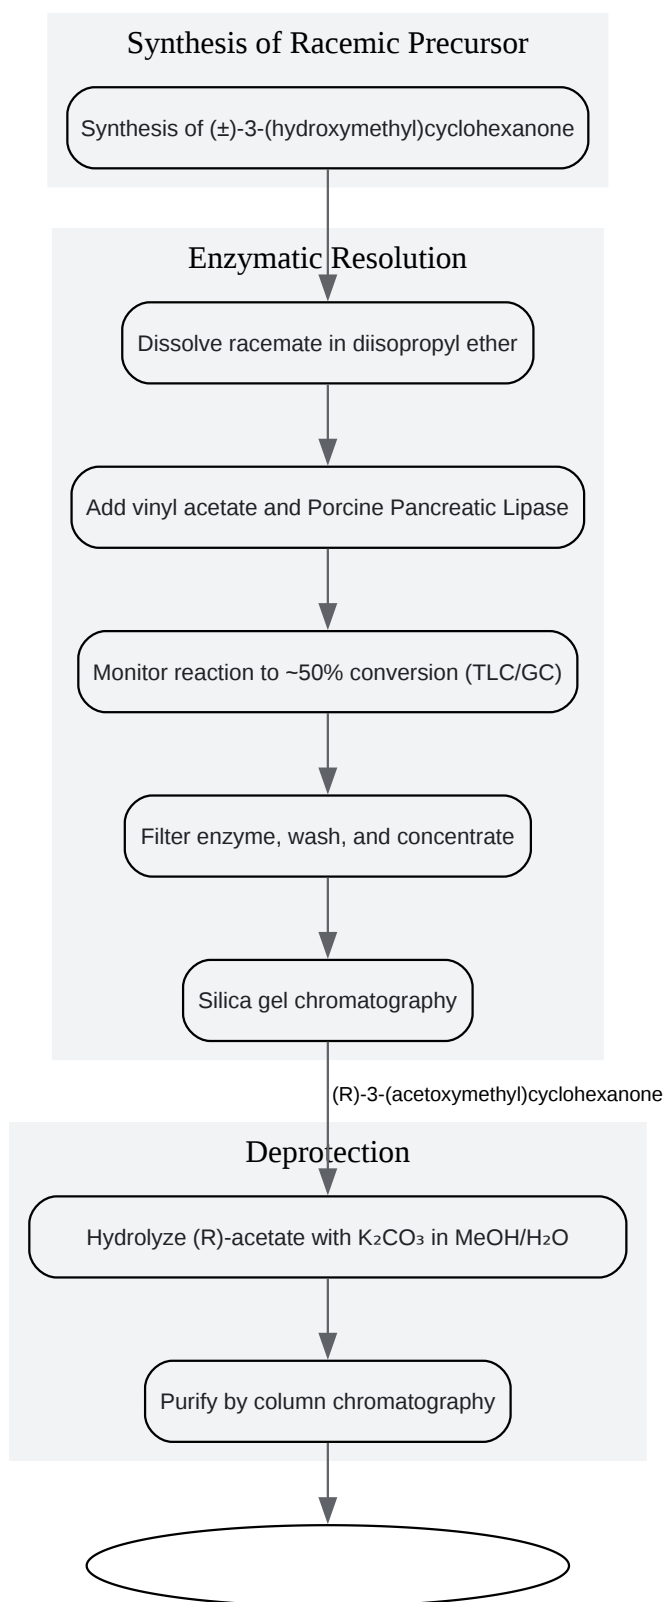 Synthesis of Racemic Precursor
Synthesis of (±)-3-(hydroxymethyl)cyclohexanone
Enzymatic Resolution
Dissolve racemate in diisopropyl ether
Add vinyl acetate and Porcine Pancreatic Lipase
Monitor reaction to ~50% conversion (TLC/GC)
Filter enzyme, wash, and concentrate
Silica gel chromatography
(R)-3-(acetoxymethyl)cyclohexanone
Deprotection
Hydrolyze (R)-acetate with K₂CO₃ in MeOH/H₂O
Purify by column chromatography